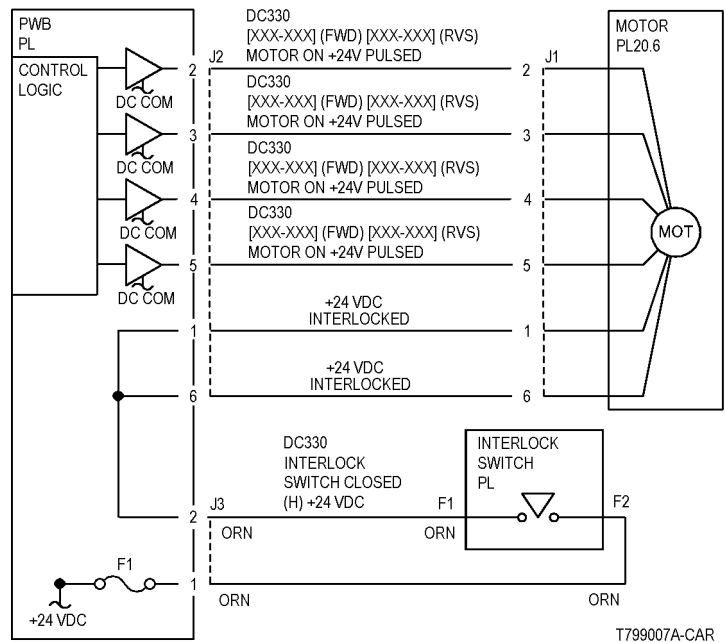 PWB
PL
CONTROL
LOGIC
DC COM
DC COM
DC COM
DC COM
2
3
4
5
1
6
2
1
J2
J3
DC330
[XXX-XXX] (FWD) [XXX-XXX] (RVS)
MOTOR ON +24V PULSED
DC330
[XXX-XXX] (FWD) [XXX-XXX] (RVS)
MOTOR ON +24V PULSED
DC330
[XXX-XXX] (FWD) [XXX-XXX] (RVS)
MOTOR ON +24V PULSED
DC330
[XXX-XXX] (FWD) [XXX-XXX] (RVS)
MOTOR ON +24V PULSED
+24 VDC
INTERLOCKED
+24 VDC
INTERLOCKED
2
3
4
5
1
6
J1
MOTOR
PL20.6
MOT
DC330
INTERLOCK
SWITCH CLOSED
(H) +24 VDC
ORN
F1
ORN
INTERLOCK
SWITCH
PL
F2
F1
+24 VDC
ORN
ORN
T799007A-CAR